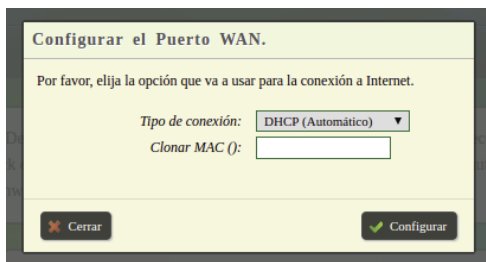 Configurar el Puerto WAN.
Por favor, elija la opción que va a usar para la conexión a Internet.
Tipo de conexión: DHCP (Automático)
Clonar MAC ():
Cerrar Configurar